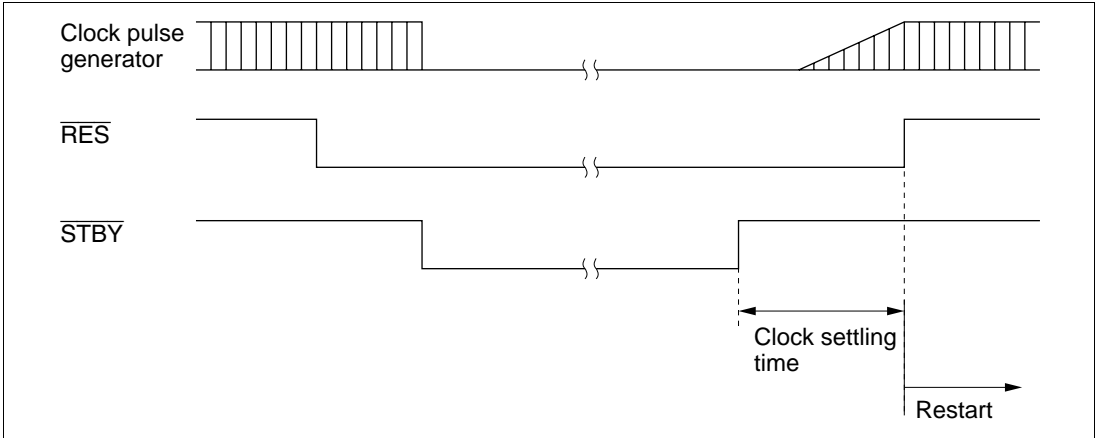 Clock pulse
generator
RES
STBY
Clock settling
time
Restart